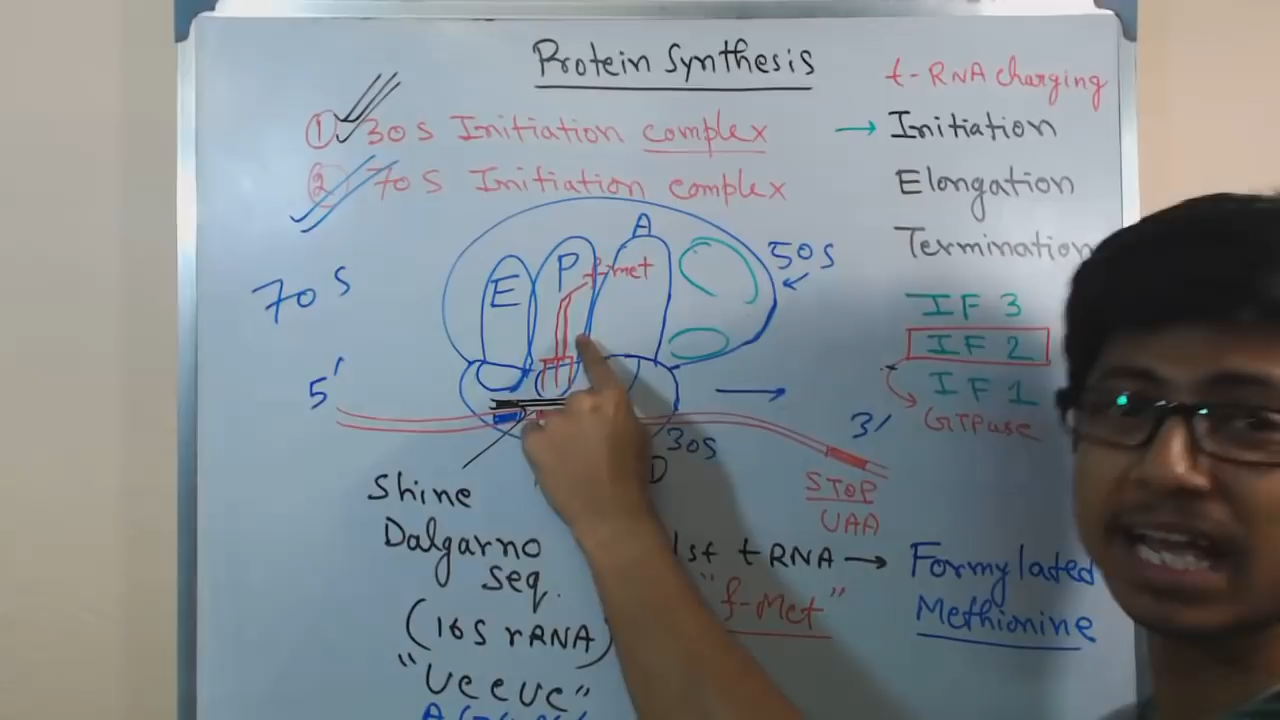 Protein Synthesis
① 30S Initiation complex
② 70S Initiation complex
t-RNA charging
→ Initiation
Elongation
Termination
IF 3
IF 2
IF 1
GTPase
70S
E P A
f-met
50S
5'
3'
30S
STOP
UAA
Shine
Dalgarno
seq.
(16S rRNA)
1st tRNA → Formylated
Methionine
"f-Met"